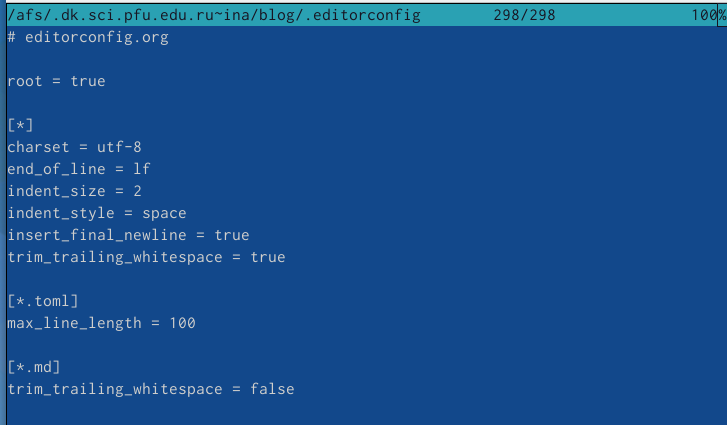 /afs/.dk.sci.pfu.edu.ru~ina/blog/.editorconfig 298/298 100%
# editorconfig.org
root = true
[*]
charset = utf-8
end_of_line = lf
indent_size = 2
indent_style = space
insert_final_newline = true
trim_trailing_whitespace = true
[*.toml]
max_line_length = 100
[*.md]
trim_trailing_whitespace = false